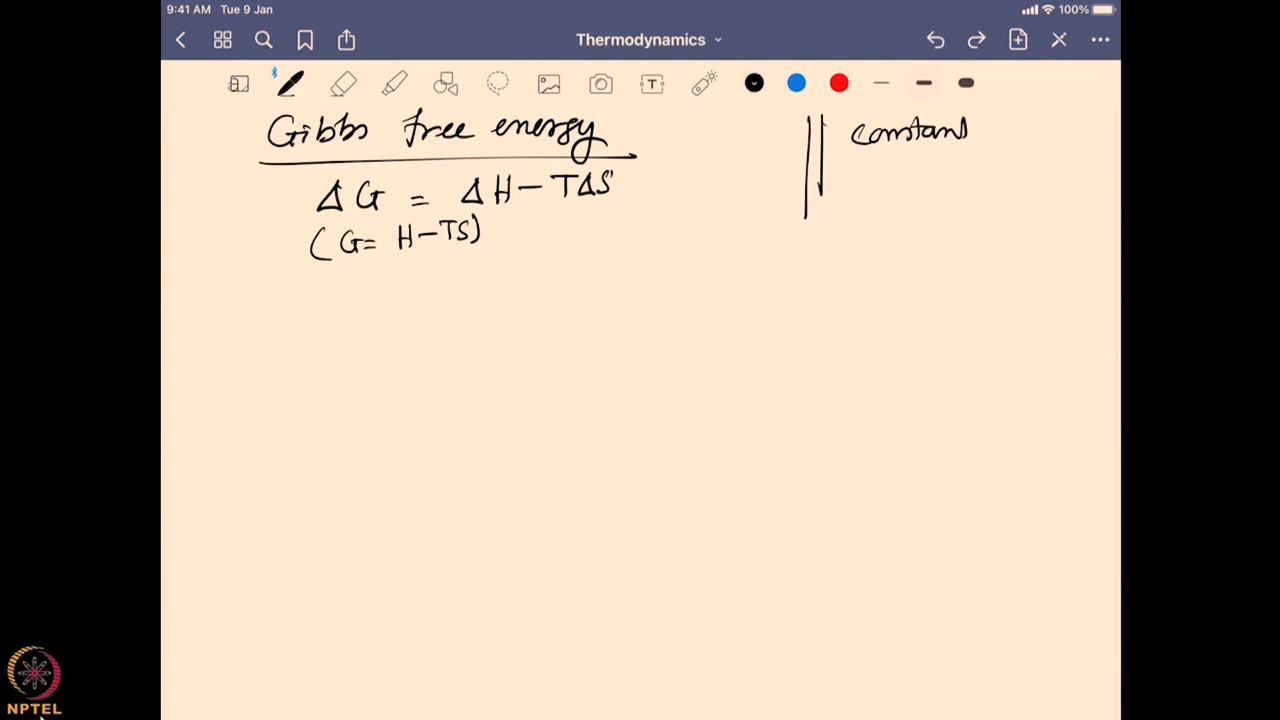 9:41 AM Tue 9 Jan 100%
Thermodynamics
T
Gibbs free energy
constant
ΔG = ΔH-TΔS
(G= H-TS)
NPTEL